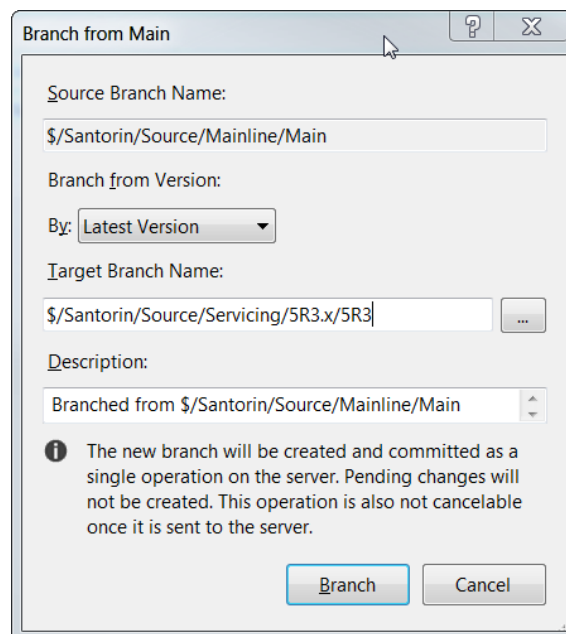 Branch from Main
Source Branch Name:
$/Santorin/Source/Mainline/Main
Branch from Version:
By: Latest Version
Target Branch Name:
$/Santorin/Source/Servicing/5R3.x/5R3
...
Description:
Branched from $/Santorin/Source/Mainline/Main
The new branch will be created and committed as a
single operation on the server. Pending changes will
not be created. This operation is also not cancelable
once it is sent to the server.
Branch Cancel